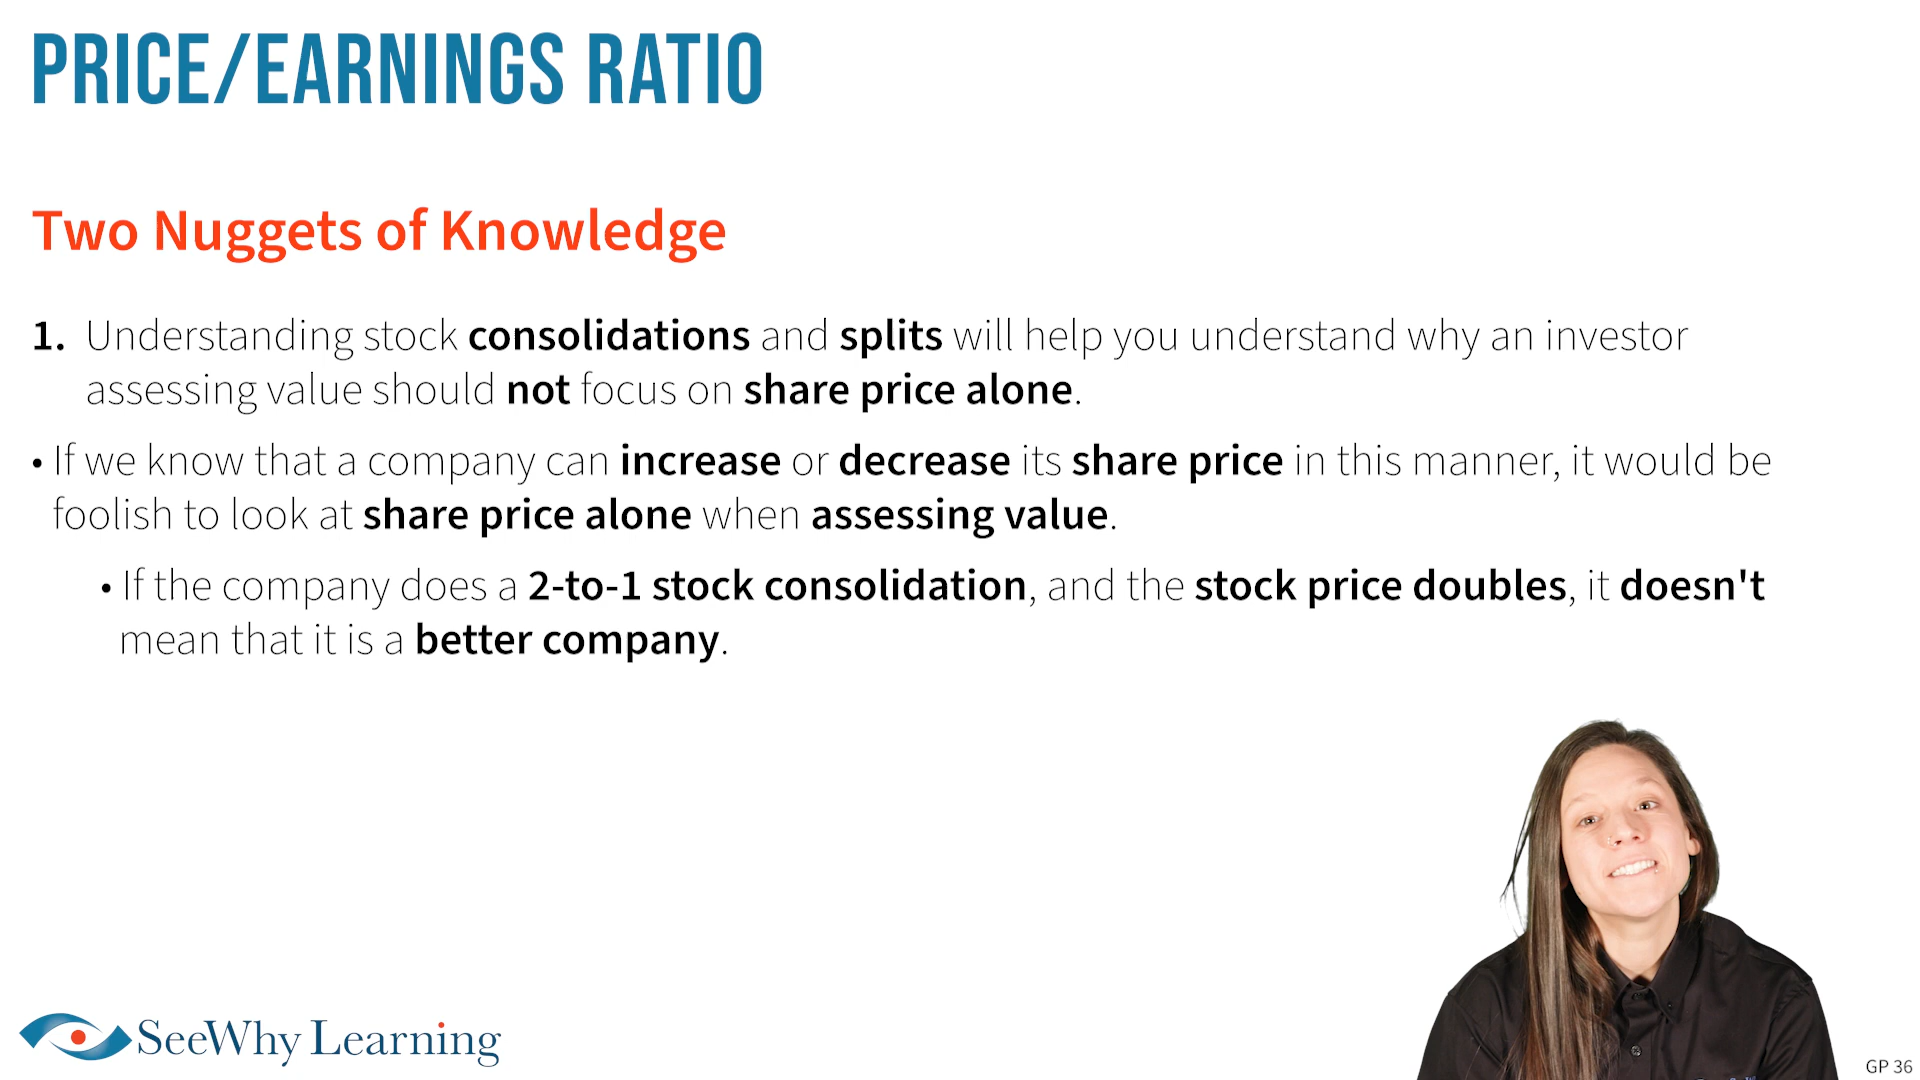 PRICE/EARNINGS RATIO
Two Nuggets of Knowledge
1. Understanding stock consolidations and splits will help you understand why an investor
assessing value should not focus on share price alone.
• If we know that a company can increase or decrease its share price in this manner, it would be
foolish to look at share price alone when assessing value.
• If the company does a 2-to-1 stock consolidation, and the stock price doubles, it doesn't
mean that it is a better company.
SeeWhy Learning
GP 36